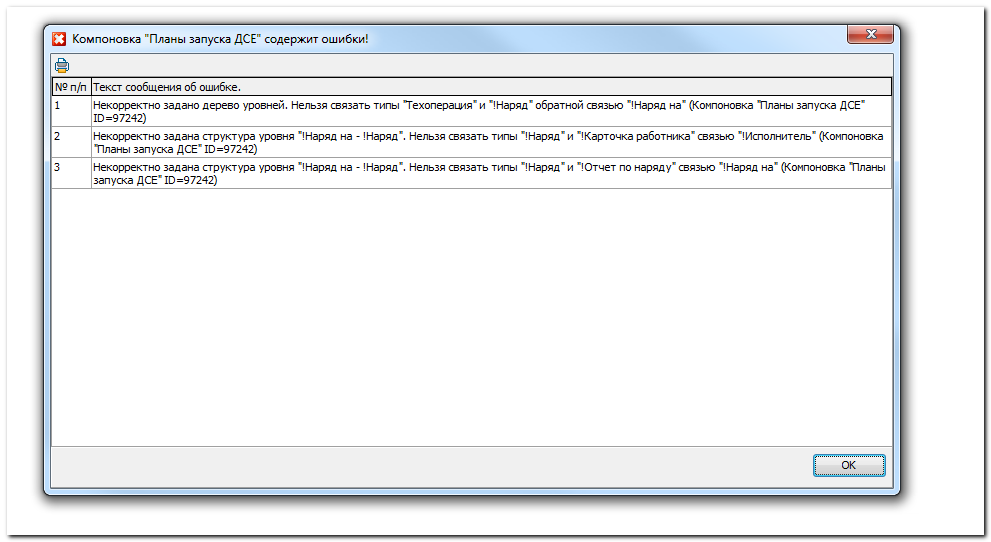 Компоновка "Планы запуска ДСЕ" содержит ошибки!
№ п/п Текст сообщения об ошибке.
1 Некорректно задано дерево уровней. Нельзя связать типы "Техоперация" и "!Наряд" обратной связью "!Наряд на" (Компоновка "Планы запуска ДСЕ"
ID=97242)
2 Некорректно задана структура уровня "!Наряд на - !Наряд". Нельзя связать типы "!Наряд" и "!Карточка работника" связью "!Исполнитель" (Компоновка
"Планы запуска ДСЕ" ID=97242)
3 Некорректно задана структура уровня "!Наряд на - !Наряд". Нельзя связать типы "!Наряд" и "!Отчет по наряду" связью "!Наряд на" (Компоновка "Планы
запуска ДСЕ" ID=97242)
OK